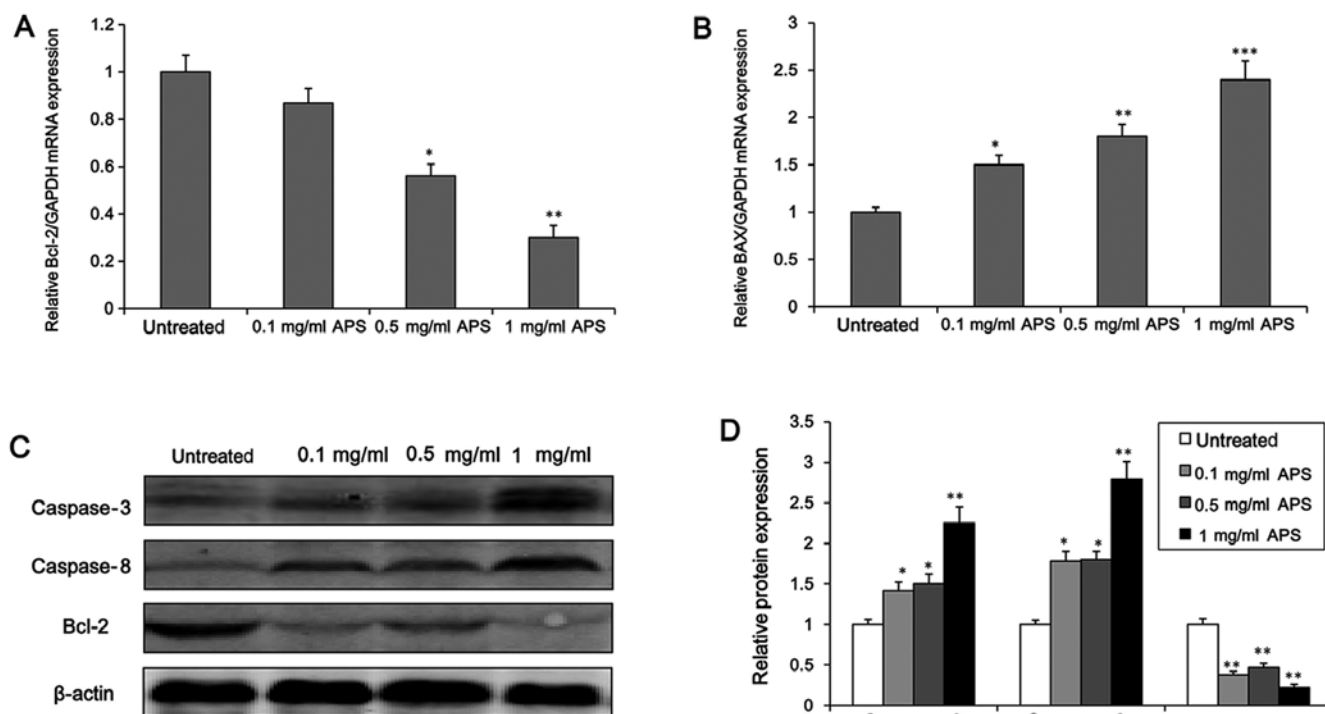 A
Relative Bcl-2/GAPDH mRNA expression
1.2
1
0.8
0.6
0.4
0.2
0
*
**
Untreated
0.1 mg/ml APS
0.5 mg/ml APS
1 mg/ml APS
B
Relative BAX/GAPDH mRNA expression
3
2.5
2
1.5
1
0.5
0
*
**
***
Untreated
0.1 mg/ml APS
0.5 mg/ml APS
1 mg/ml APS
C
Untreated
0.1 mg/ml
0.5 mg/ml
1 mg/ml
Caspase-3
Caspase-8
Bcl-2
β-actin
D
Relative protein expression
3.5
3
2.5
2
1.5
1
0.5
0
* * **
* * **
** ** **
Untreated
0.1 mg/ml APS
0.5 mg/ml APS
1 mg/ml APS